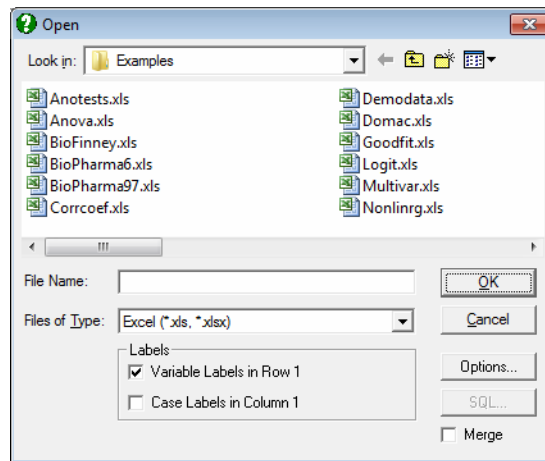 Open
Look in: Examples
Anotests.xls
Anova.xls
BioFinney.xls
BioPharma6.xls
BioPharma97.xls
Corrcoef.xls
Demodata.xls
Domac.xls
Goodfit.xls
Logit.xls
Multivar.xls
Nonlinrg.xls
File Name:
OK
Files of Type: Excel (*.xls, *.xlsx)
Cancel
Labels
Variable Labels in Row 1
Case Labels in Column 1
Options...
SQL...
Merge